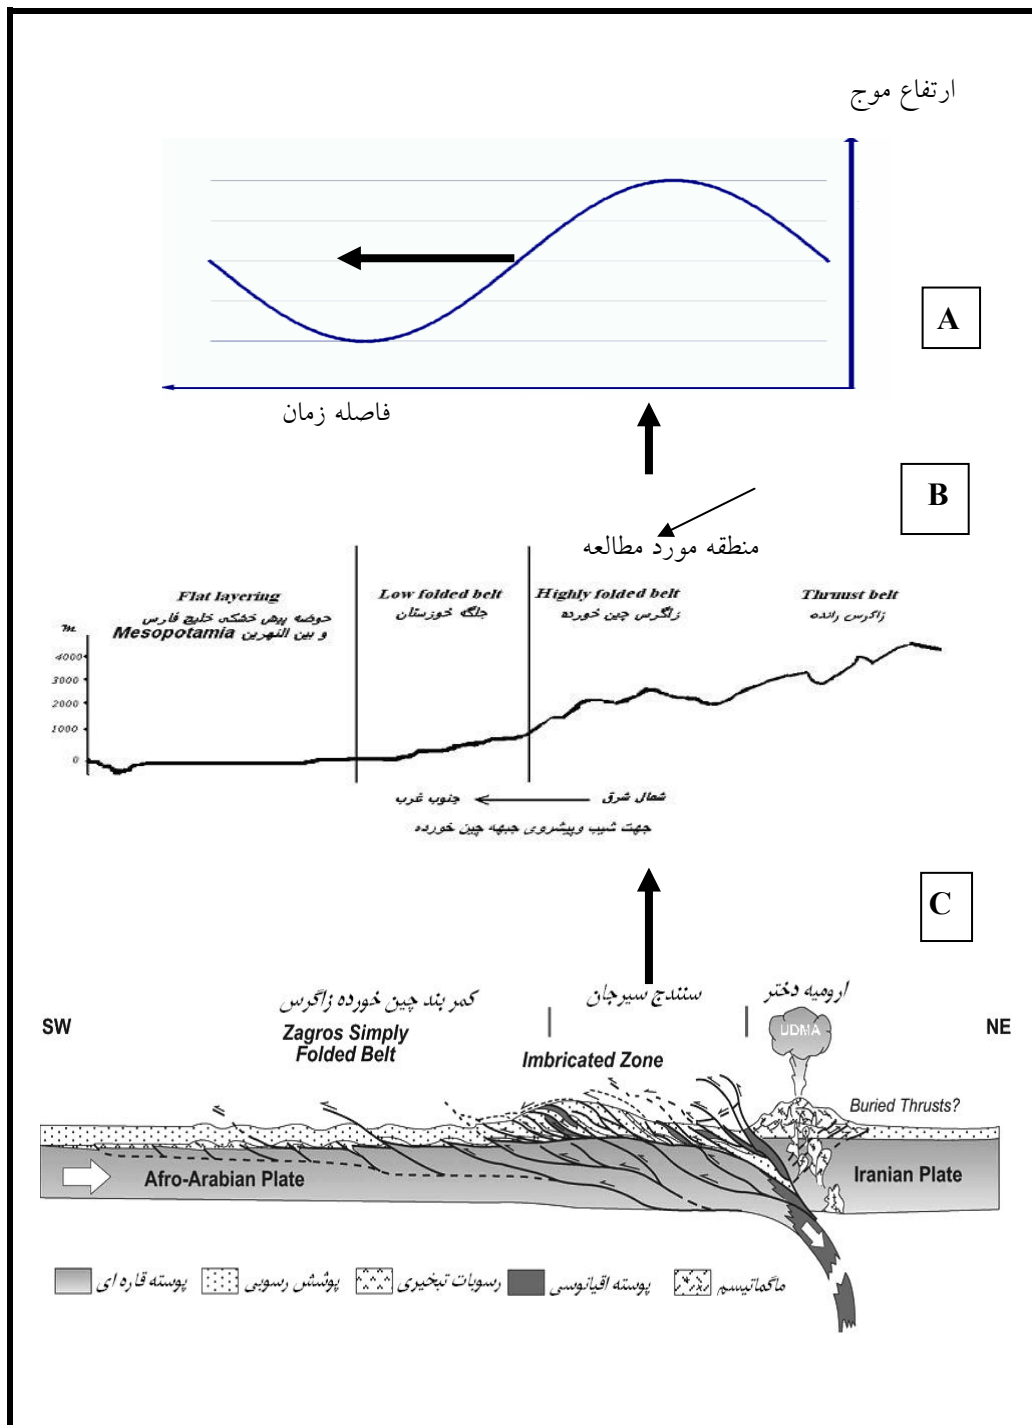 ارتفاع موج
A
فاصله زمان
B
منطقه مورد مطالعه
Flat layering
حوضه پیش خشکی خلیج فارس
و بین النهرین Mesopotamia
Low folded belt
جلگه خوزستان
Highly folded belt
زاگرس چین خورده
Thruust belt
زاگرس رانده
m
4000
3000
2000
1000
0
شمال شرق
جنوب غرب
جهت شیب وپیشروی جبهه چین خورده
C
کمر بند چین خورده زاگرس
سنندج سیرجان
ارومیه دختر
SW
Zagros Simply
Folded Belt
Imbricated Zone
UDMA
NE
Buried Thrusts?
Afro-Arabian Plate
Iranian Plate
پوسته قاره ای
پوشش رسوبی
رسوبات تبخیری
پوسته اقیانوسی
ماگماتیسم